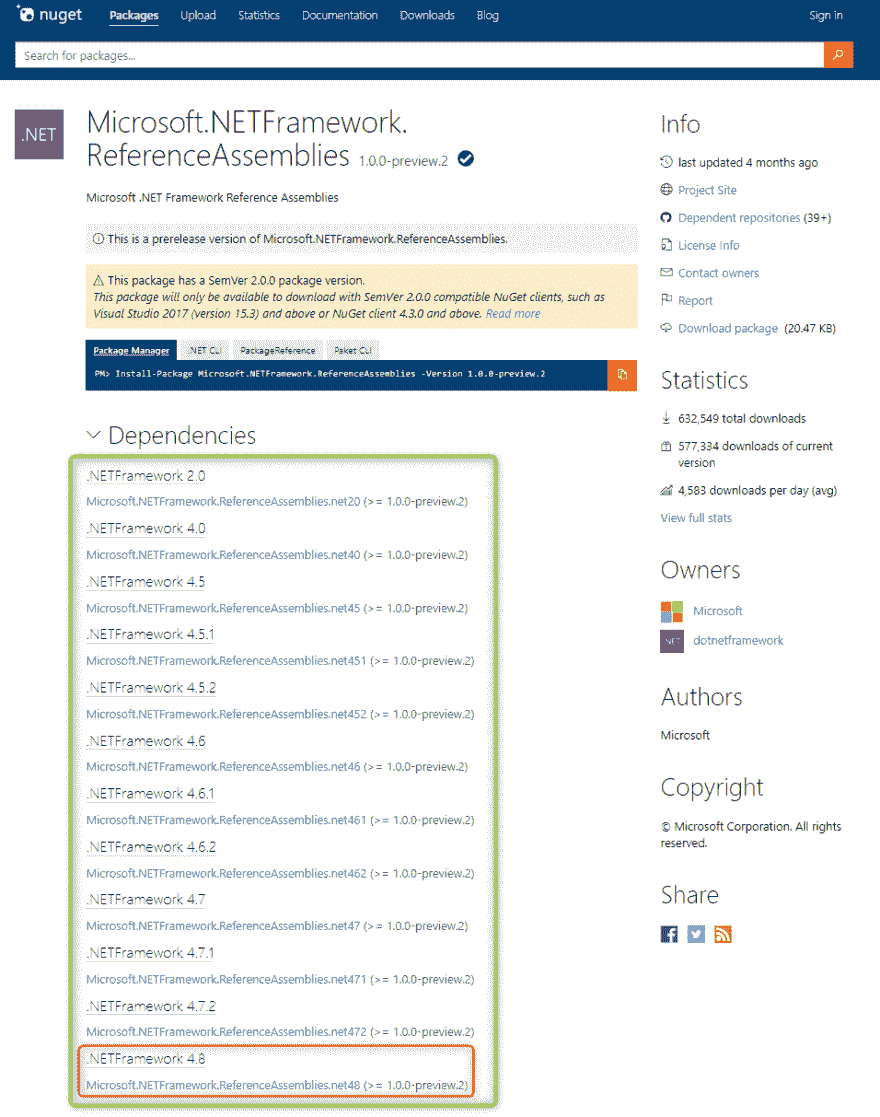 nuget Packages Upload Statistics Documentation Downloads Blog Sign in
Search for packages...
.NET
Microsoft.NETFramework.
ReferenceAssemblies 1.0.0-preview.2
Microsoft .NET Framework Reference Assemblies
This is a prerelease version of Microsoft.NETFramework.ReferenceAssemblies.
This package has a SemVer 2.0.0 package version.
This package will only be available to download with SemVer 2.0.0 compatible NuGet clients, such as
Visual Studio 2017 (version 15.3) and above or NuGet client 4.3.0 and above. Read more
Package Manager .NET CLI PackageReference Paket CLI
PM> Install-Package Microsoft.NETFramework.ReferenceAssemblies -Version 1.0.0-preview.2
Dependencies
.NETFramework 2.0
Microsoft.NETFramework.ReferenceAssemblies.net20 (>= 1.0.0-preview.2)
.NETFramework 4.0
Microsoft.NETFramework.ReferenceAssemblies.net40 (>= 1.0.0-preview.2)
.NETFramework 4.5
Microsoft.NETFramework.ReferenceAssemblies.net45 (>= 1.0.0-preview.2)
.NETFramework 4.5.1
Microsoft.NETFramework.ReferenceAssemblies.net451 (>= 1.0.0-preview.2)
.NETFramework 4.5.2
Microsoft.NETFramework.ReferenceAssemblies.net452 (>= 1.0.0-preview.2)
.NETFramework 4.6
Microsoft.NETFramework.ReferenceAssemblies.net46 (>= 1.0.0-preview.2)
.NETFramework 4.6.1
Microsoft.NETFramework.ReferenceAssemblies.net461 (>= 1.0.0-preview.2)
.NETFramework 4.6.2
Microsoft.NETFramework.ReferenceAssemblies.net462 (>= 1.0.0-preview.2)
.NETFramework 4.7
Microsoft.NETFramework.ReferenceAssemblies.net47 (>= 1.0.0-preview.2)
.NETFramework 4.7.1
Microsoft.NETFramework.ReferenceAssemblies.net471 (>= 1.0.0-preview.2)
.NETFramework 4.7.2
Microsoft.NETFramework.ReferenceAssemblies.net472 (>= 1.0.0-preview.2)
.NETFramework 4.8
Microsoft.NETFramework.ReferenceAssemblies.net48 (>= 1.0.0-preview.2)
Info
last updated 4 months ago
Project Site
Dependent repositories (39+)
License Info
Contact owners
Report
Download package (20.47 KB)
Statistics
632,549 total downloads
577,334 downloads of current
version
4,583 downloads per day (avg)
View full stats
Owners
Microsoft
.NET dotnetframework
Authors
Microsoft
Copyright
© Microsoft Corporation. All rights
reserved.
Share